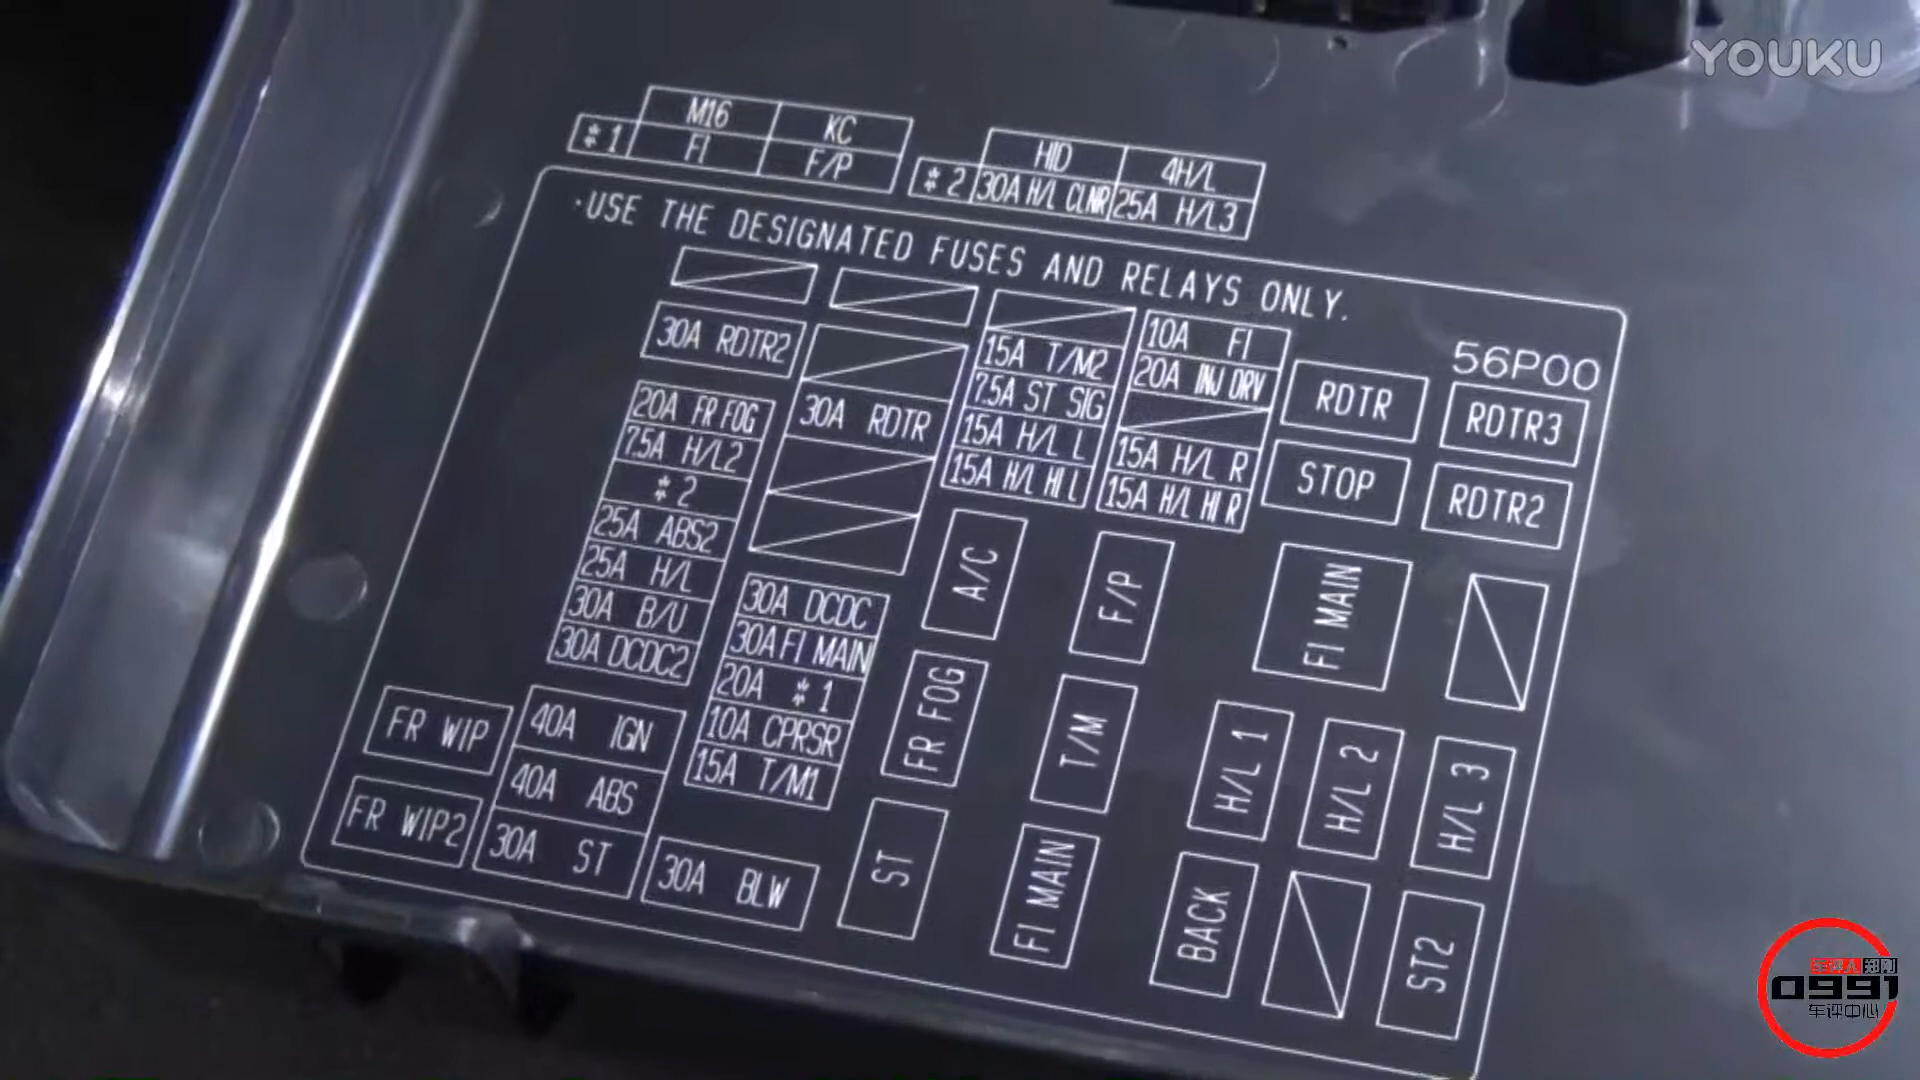 YOUKU
M16 KC
*1 FI F/P
HID 4H/L
*2 30A H/L CLNR 25A H/L3
·USE THE DESIGNATED FUSES AND RELAYS ONLY.
56P00
30A RDTR2
20A FR FOG
7.5A H/L2
*2
25A ABS2
25A H/L
30A B/U
30A DCDC2
30A RDTR
15A T/M2
7.5A ST SIG
15A H/L L
15A H/L HI L
10A FI
20A INJ DRV
15A H/L R
15A H/L HI R
RDTR
STOP
RDTR3
RDTR2
30A DCDC
30A FI MAIN
20A *1
10A CPRSR
15A T/M1
A/C
F/P
FI MAIN
FR FOG
T/M
H/L 1
H/L 2
H/L 3
FR WIP
FR WIP2
40A IGN
40A ABS
30A ST
30A BLW
ST
FI MAIN
BACK
ST2
车评人郑刚
0991
车评中心